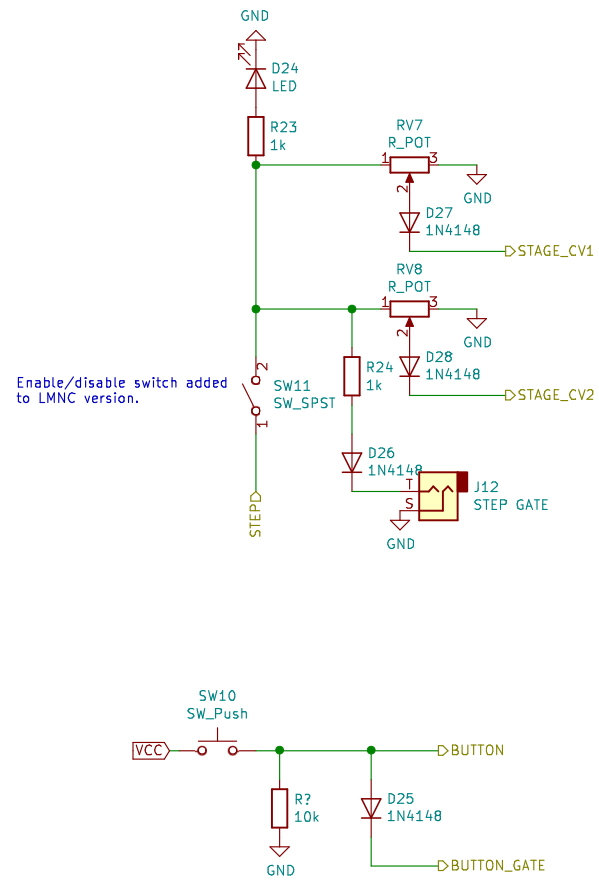 GND
D24
LED
R23
1k
RV7
R_POT
1
3
2
GND
D27
1N4148
STAGE_CV1
RV8
R_POT
1
3
2
GND
D28
1N4148
STAGE_CV2
R24
1k
Enable/disable switch added
to LMNC version.
2
SW11
SW_SPST
1
D26
1N4148
T
S
J12
STEP GATE
GND
STEP
SW10
SW_Push
VCC
BUTTON
R?
10k
GND
D25
1N4148
BUTTON_GATE